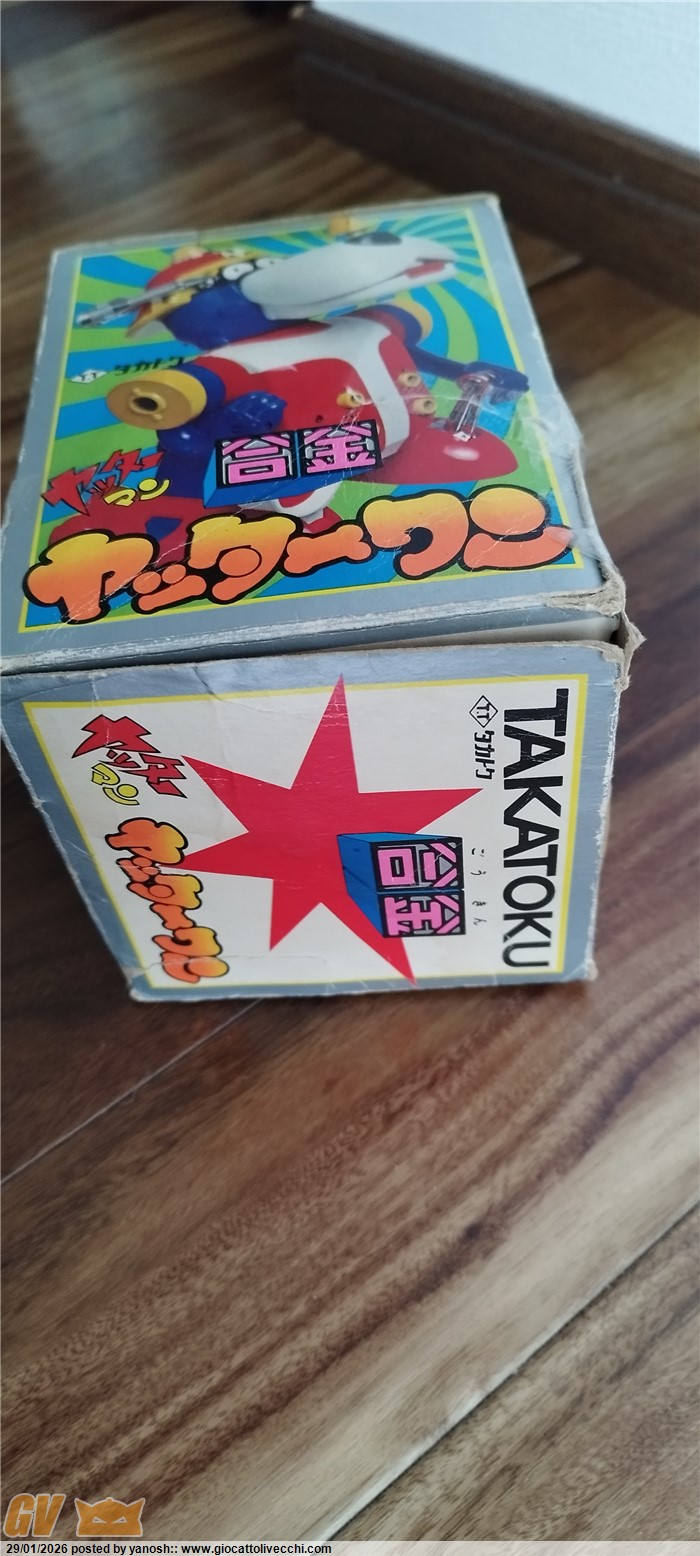 T.T タカトク
合金
ヤッターマン
ヤッターワン
TAKATOKU
T.T タカトク
ヤッターマン
ごうきん
合金
ヤッターワン
GV
29/01/2026 posted by yanosh:: www.giocattolivecchi.com